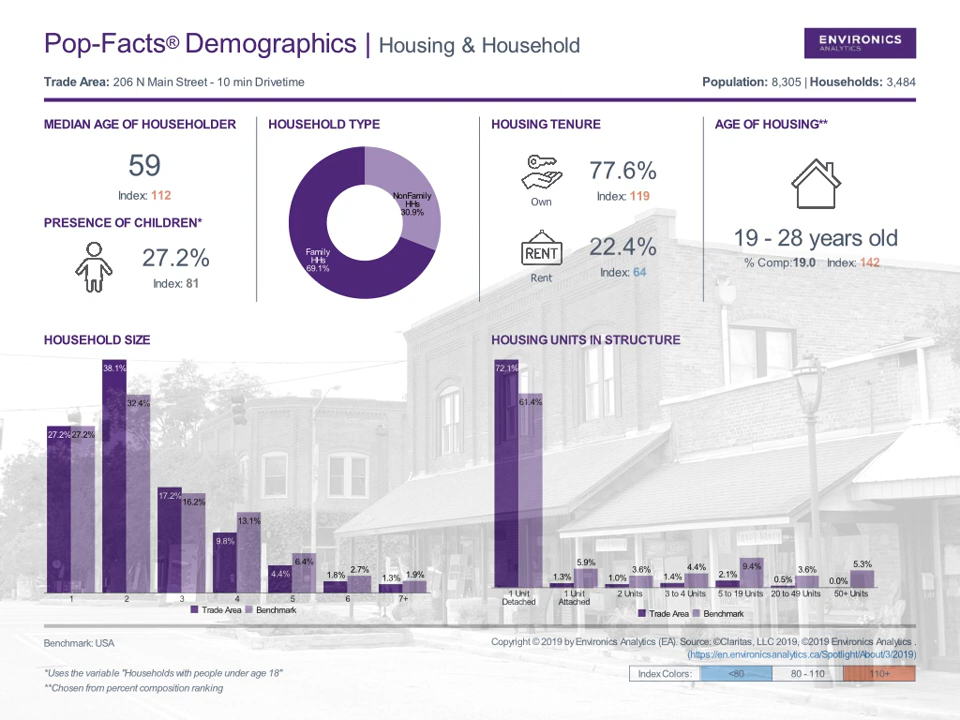 Pop-Facts® Demographics | Housing & Household
ENVIRONICS
ANALYTICS
Trade Area: 206 N Main Street - 10 min Drivetime
Population: 8,305 | Households: 3,484
MEDIAN AGE OF HOUSEHOLDER
59
Index: 112
PRESENCE OF CHILDREN*
27.2%
Index: 81
HOUSEHOLD TYPE
NonFamily
HHs
30.9%
Family
HHs
69.1%
HOUSING TENURE
Own
77.6%
Index: 119
RENT
Rent
22.4%
Index: 64
AGE OF HOUSING**
19 - 28 years old
% Comp:19.0 Index: 142
HOUSEHOLD SIZE
27.2% 27.2%
38.1% 32.4%
17.2% 16.2%
9.8% 13.1%
4.4% 6.4%
1.8% 2.7%
1.3% 1.9%
1 2 3 4 5 6 7+
Trade Area Benchmark
HOUSING UNITS IN STRUCTURE
72.1% 61.4%
1.3% 5.9%
1.0% 3.6%
1.4% 4.4%
2.1% 9.4%
0.5% 3.6%
0.0% 5.3%
1 Unit Detached 1 Unit Attached 2 Units 3 to 4 Units 5 to 19 Units 20 to 49 Units 50+ Units
Trade Area Benchmark
Benchmark: USA
Copyright © 2019 by Environics Analytics (EA). Source: ©Claritas, LLC 2019, ©2019 Environics Analytics .
(https://en.environicsanalytics.ca/Spotlight/About/3/2019)
*Uses the variable "Households with people under age 18"
**Chosen from percent composition ranking
Index Colors: <80 80 - 110 110+